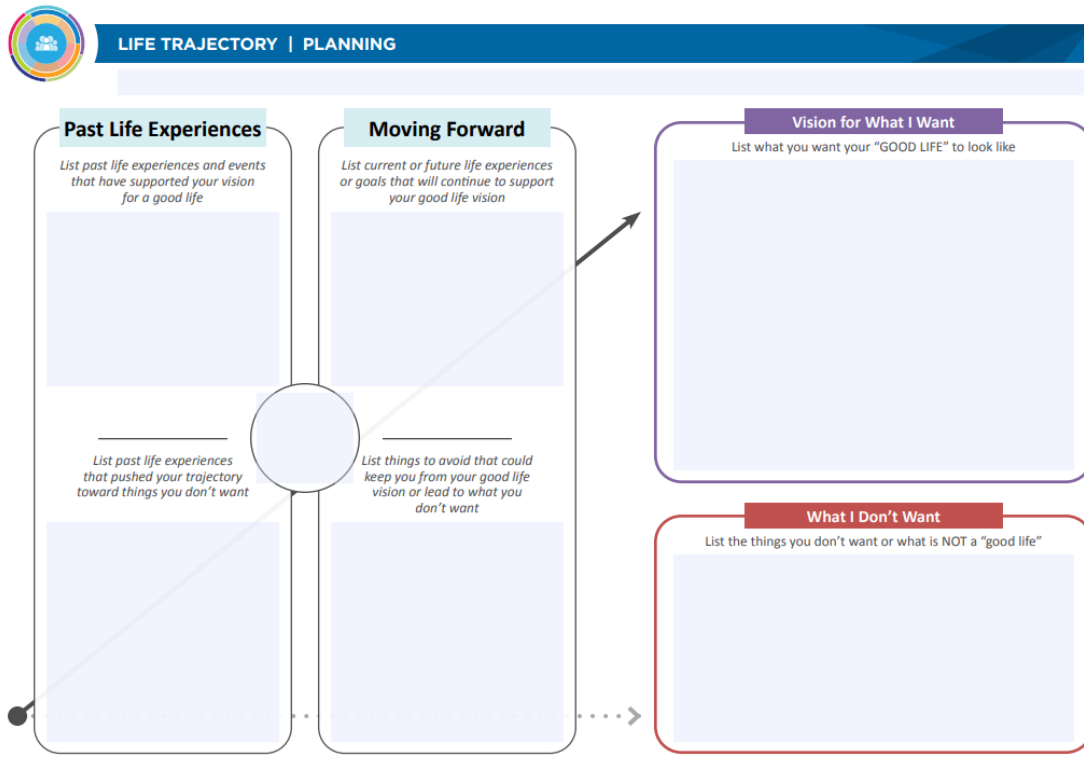 LIFE TRAJECTORY | PLANNING
Past Life Experiences
List past life experiences and events
that have supported your vision
for a good life
List past life experiences
that pushed your trajectory
toward things you don’t want
Moving Forward
List current or future life experiences
or goals that will continue to support
your good life vision
List things to avoid that could
keep you from your good life
vision or lead to what you
don’t want
Vision for What I Want
List what you want your “GOOD LIFE” to look like
What I Don’t Want
List the things you don’t want or what is NOT a “good life”